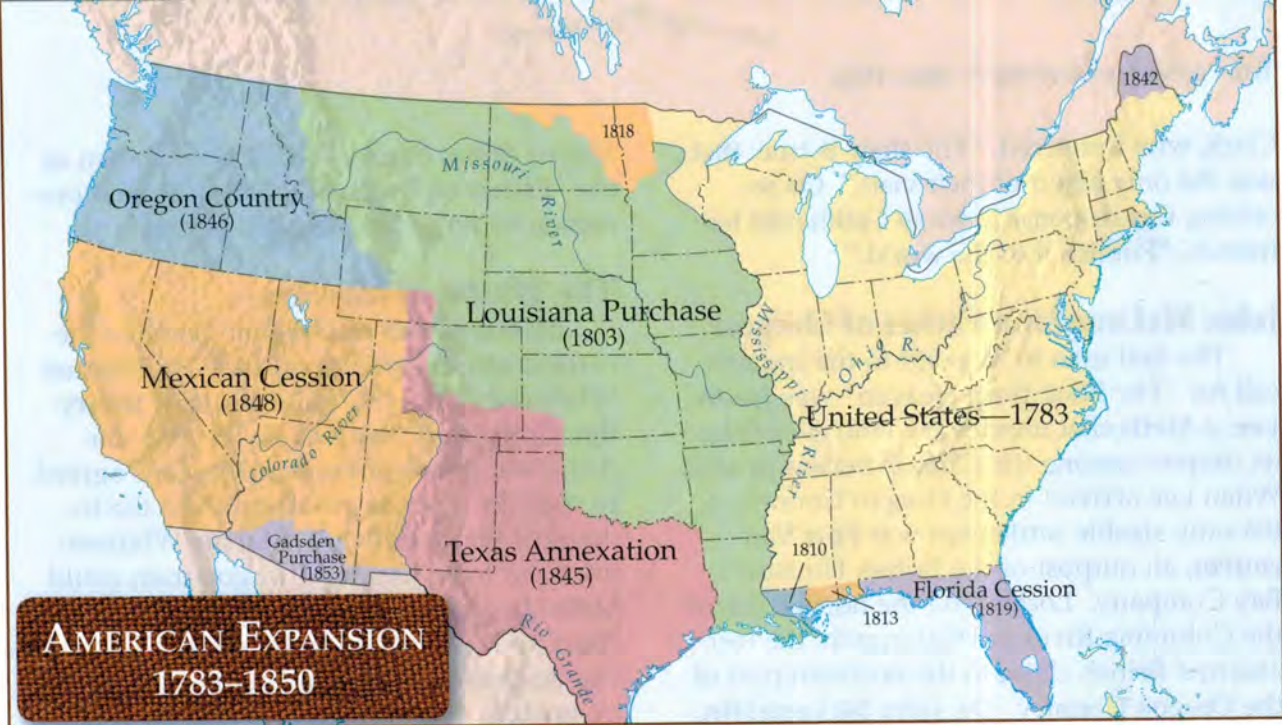 1842
1818
Missouri
River
Oregon Country
(1846)
Louisiana Purchase
(1803)
Mississippi
River
Ohio R.
Mexican Cession
(1848)
Colorado River
United States—1783
Gadsden
Purchase
(1853)
Texas Annexation
(1845)
1810
1813
Florida Cession
(1819)
Rio Grande
AMERICAN EXPANSION
1783–1850